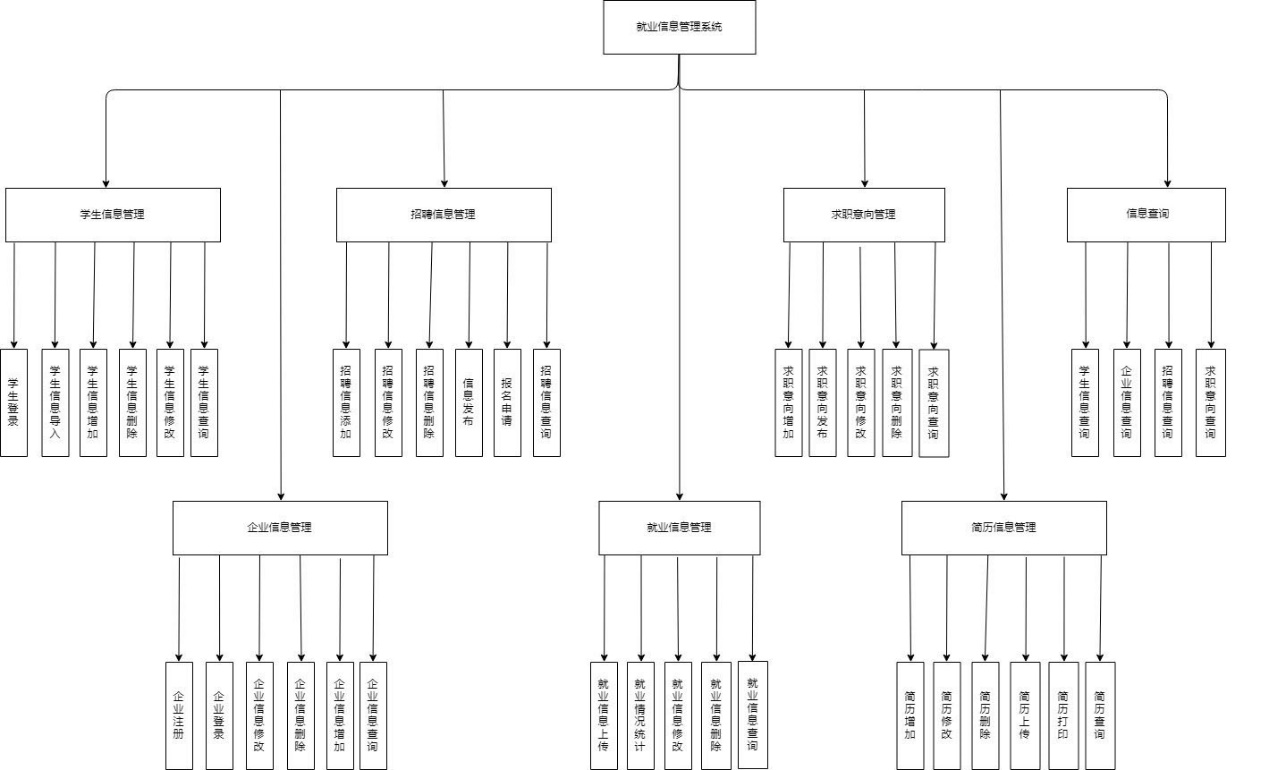 就业信息管理系统
学生信息管理
招聘信息管理
求职意向管理
信息查询
学生登录
学生信息导入
学生信息增加
学生信息删除
学生信息修改
学生信息查询
招聘信息添加
招聘信息修改
招聘信息删除
信息发布
报名申请
招聘信息查询
求职意向增加
求职意向发布
求职意向修改
求职意向删除
求职意向查询
学生信息查询
企业信息查询
招聘信息查询
求职意向查询
企业信息管理
就业信息管理
简历信息管理
企业注册
企业登录
企业信息修改
企业信息删除
企业信息增加
企业信息查询
就业信息上传
就业情况统计
就业信息修改
就业信息删除
就业信息查询
简历增加
简历修改
简历删除
简历上传
简历打印
简历查询